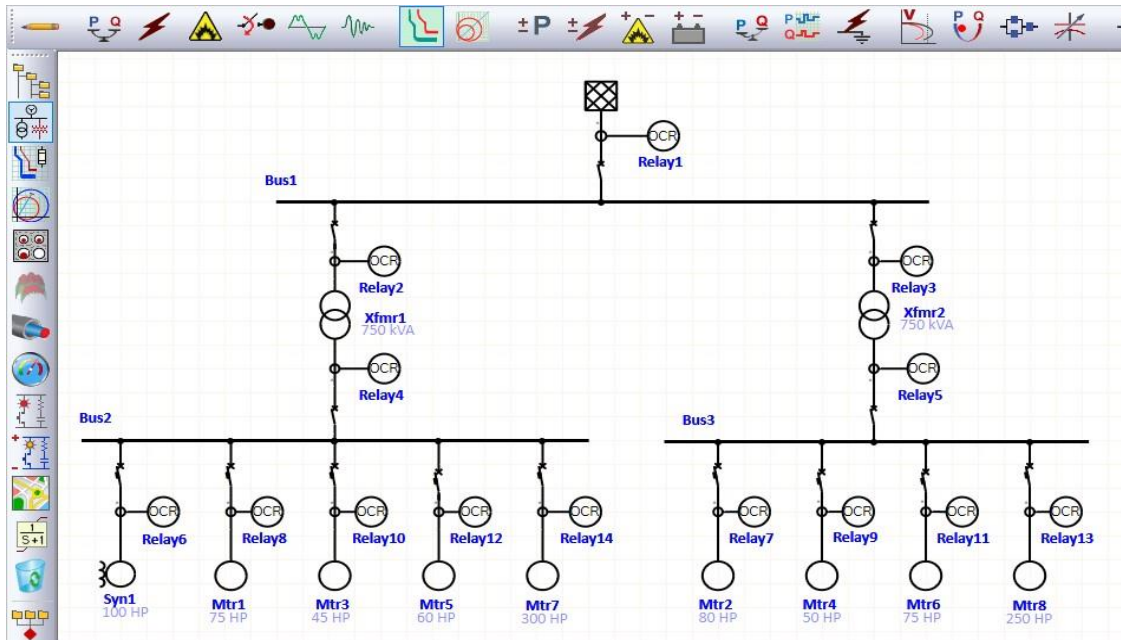 P Q
± P
± 
+ −
+ −
P Q
P
Q
V
P Q
OCR
Relay1
Bus1
OCR
Relay2
OCR
Relay3
Xfmr1
750 kVA
Xfmr2
750 kVA
OCR
Relay4
OCR
Relay5
Bus2
Bus3
OCR
OCR
OCR
OCR
OCR
OCR
OCR
OCR
OCR
Relay6
Relay8
Relay10
Relay12
Relay14
Relay7
Relay9
Relay11
Relay13
Syn1
100 HP
Mtr1
75 HP
Mtr3
45 HP
Mtr5
60 HP
Mtr7
300 HP
Mtr2
80 HP
Mtr4
50 HP
Mtr6
75 HP
Mtr8
250 HP
+
−
1
S+1